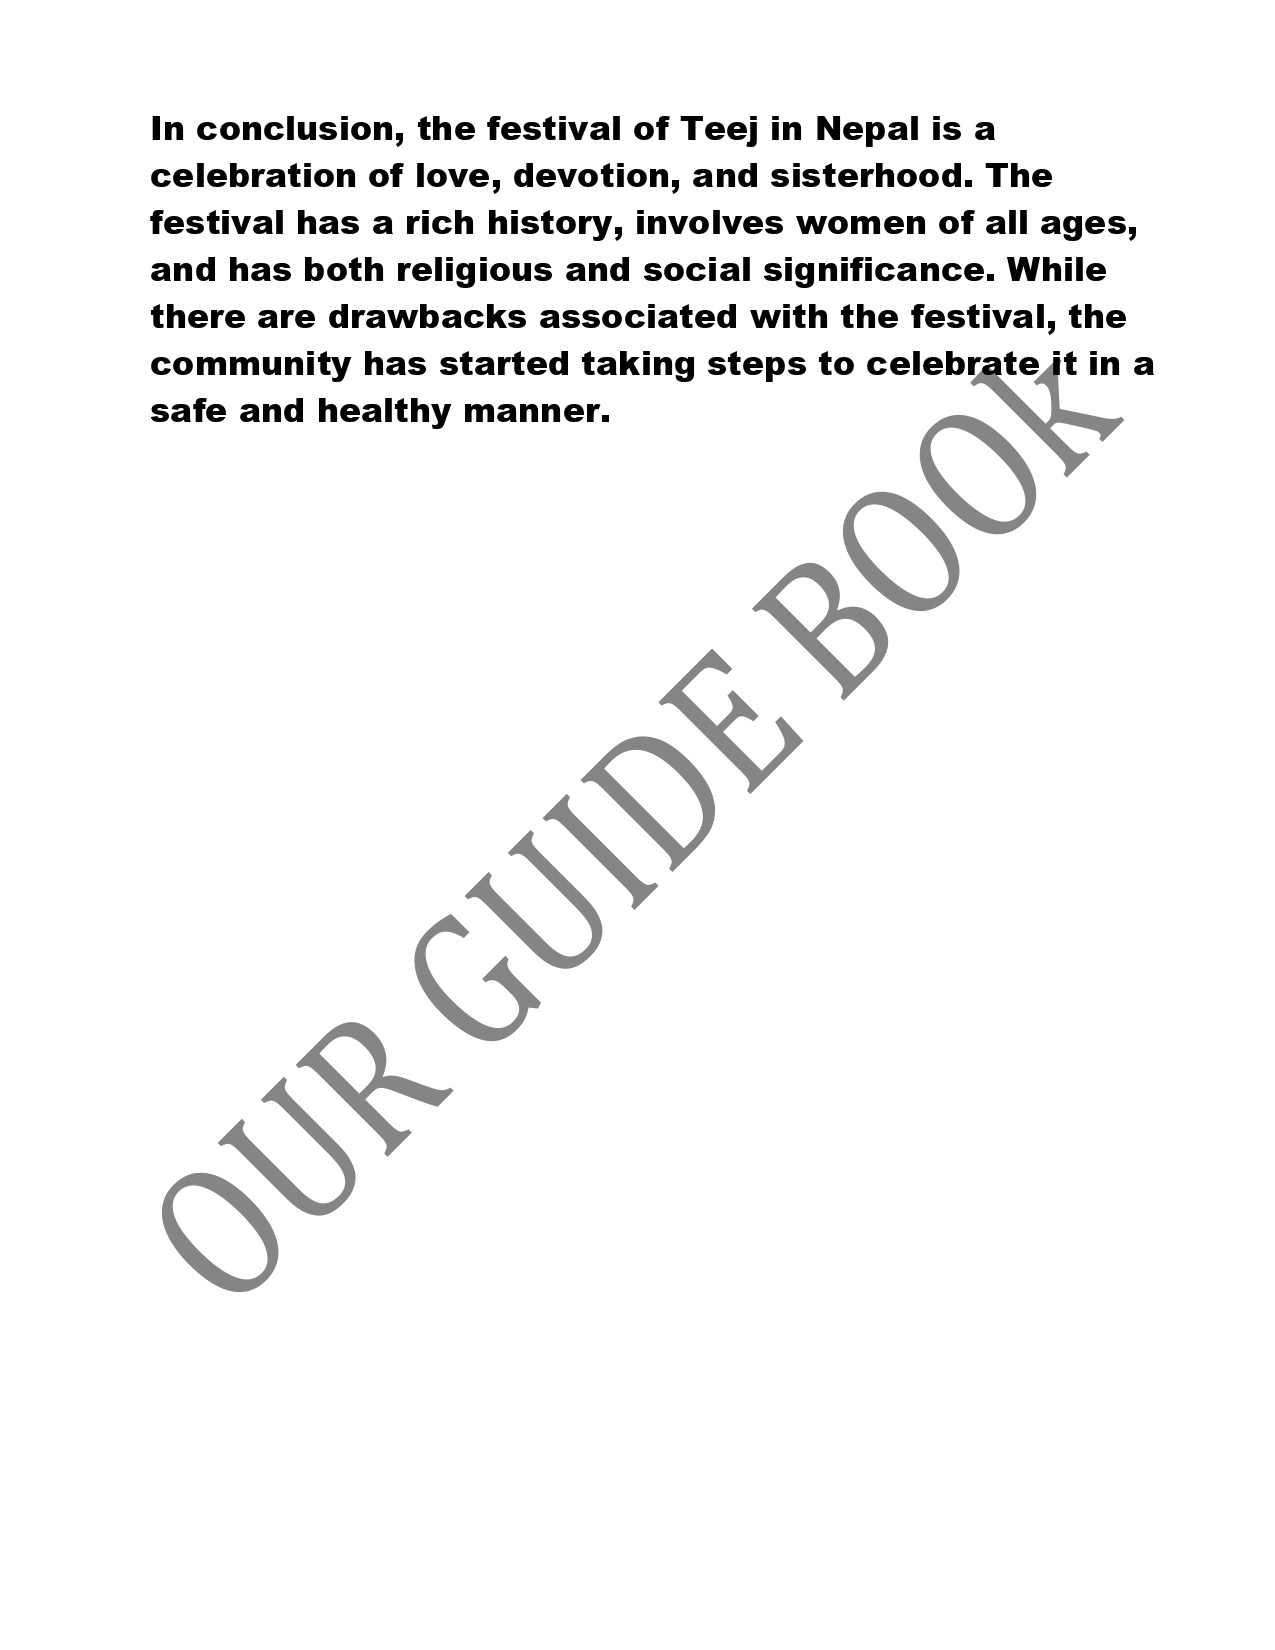 In conclusion, the festival of Teej in Nepal is a
celebration of love, devotion, and sisterhood. The
festival has a rich history, involves women of all ages,
and has both religious and social significance. While
there are drawbacks associated with the festival, the
community has started taking steps to celebrate it in a
safe and healthy manner.
OUR GUIDE BOOk